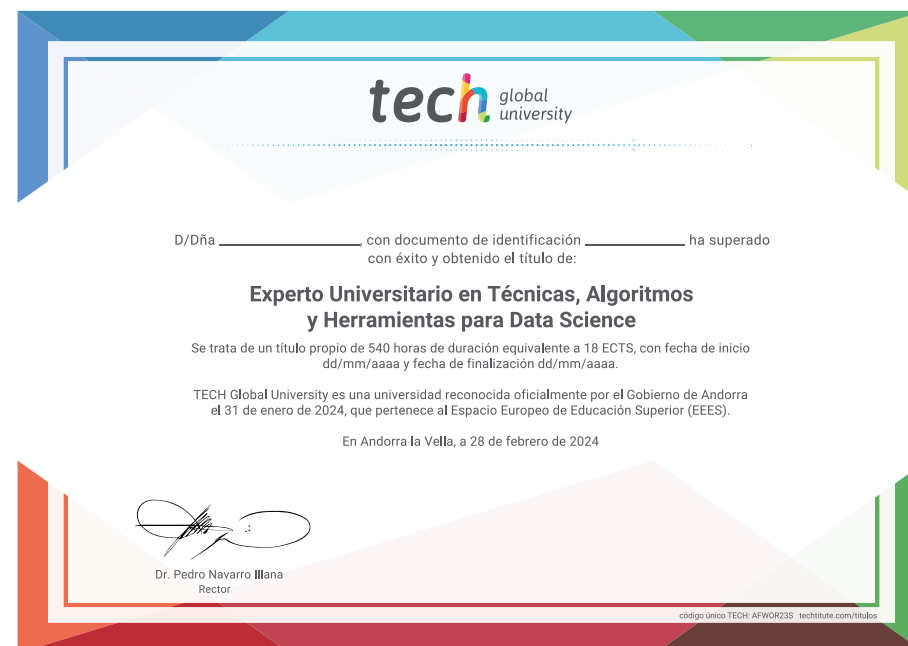 tech global university
D/Dña ______________________, con documento de identificación ________________ ha superado
con éxito y obtenido el título de:
Experto Universitario en Técnicas, Algoritmos
y Herramientas para Data Science
Se trata de un título propio de 540 horas de duración equivalente a 18 ECTS, con fecha de inicio
dd/mm/aaaa y fecha de finalización dd/mm/aaaa.
TECH Global University es una universidad reconocida oficialmente por el Gobierno de Andorra
el 31 de enero de 2024, que pertenece al Espacio Europeo de Educación Superior (EEES).
En Andorra la Vella, a 28 de febrero de 2024
Dr. Pedro Navarro Illana
Rector
código único TECH: AFWOR23S techtitute.com/titulos